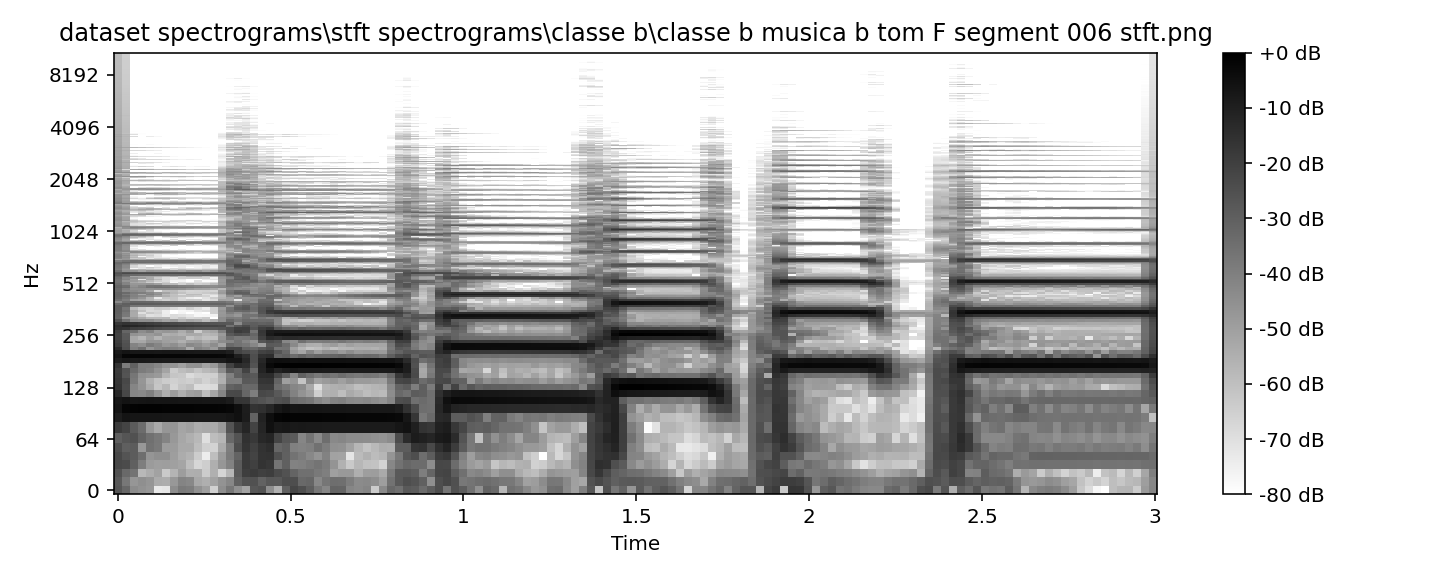 dataset spectrograms\stft spectrograms\classe b\classe b musica b tom F segment 006 stft.png
Hz
8192
4096
2048
1024
512
256
128
64
0
0 0.5 1 1.5 2 2.5 3
Time
+0 dB
-10 dB
-20 dB
-30 dB
-40 dB
-50 dB
-60 dB
-70 dB
-80 dB